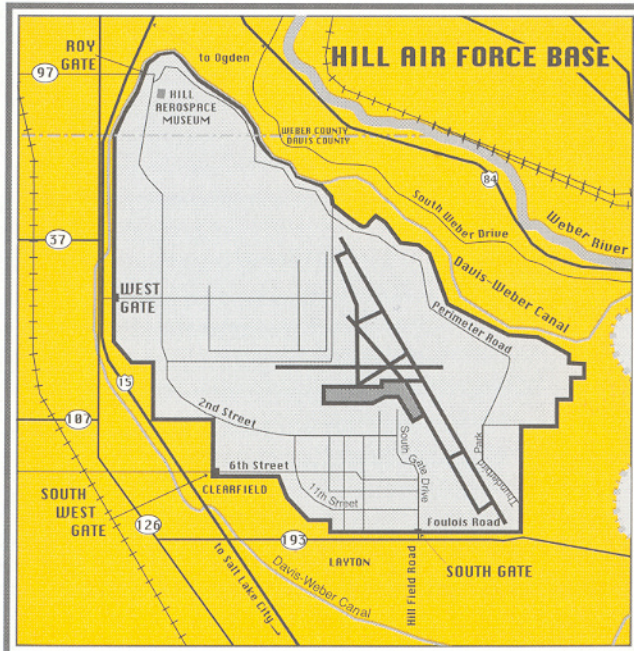 HILL AIR FORCE BASE
ROY
GATE
97
to Ogden
HILL
AEROSPACE
MUSEUM
WEBER COUNTY
DAVIS COUNTY
84
South Weber Drive
Weber River
37
Davis-Weber Canal
WEST
GATE
Perimeter Road
15
2nd Street
107
South Gate Drive
Thunderbird
Park
6th Street
CLEARFIELD
11th Street
SOUTH
WEST
GATE
126
Foulois Road
193
LAYTON
SOUTH GATE
to Salt Lake City
Davis-Weber Canal
Hill Field Road